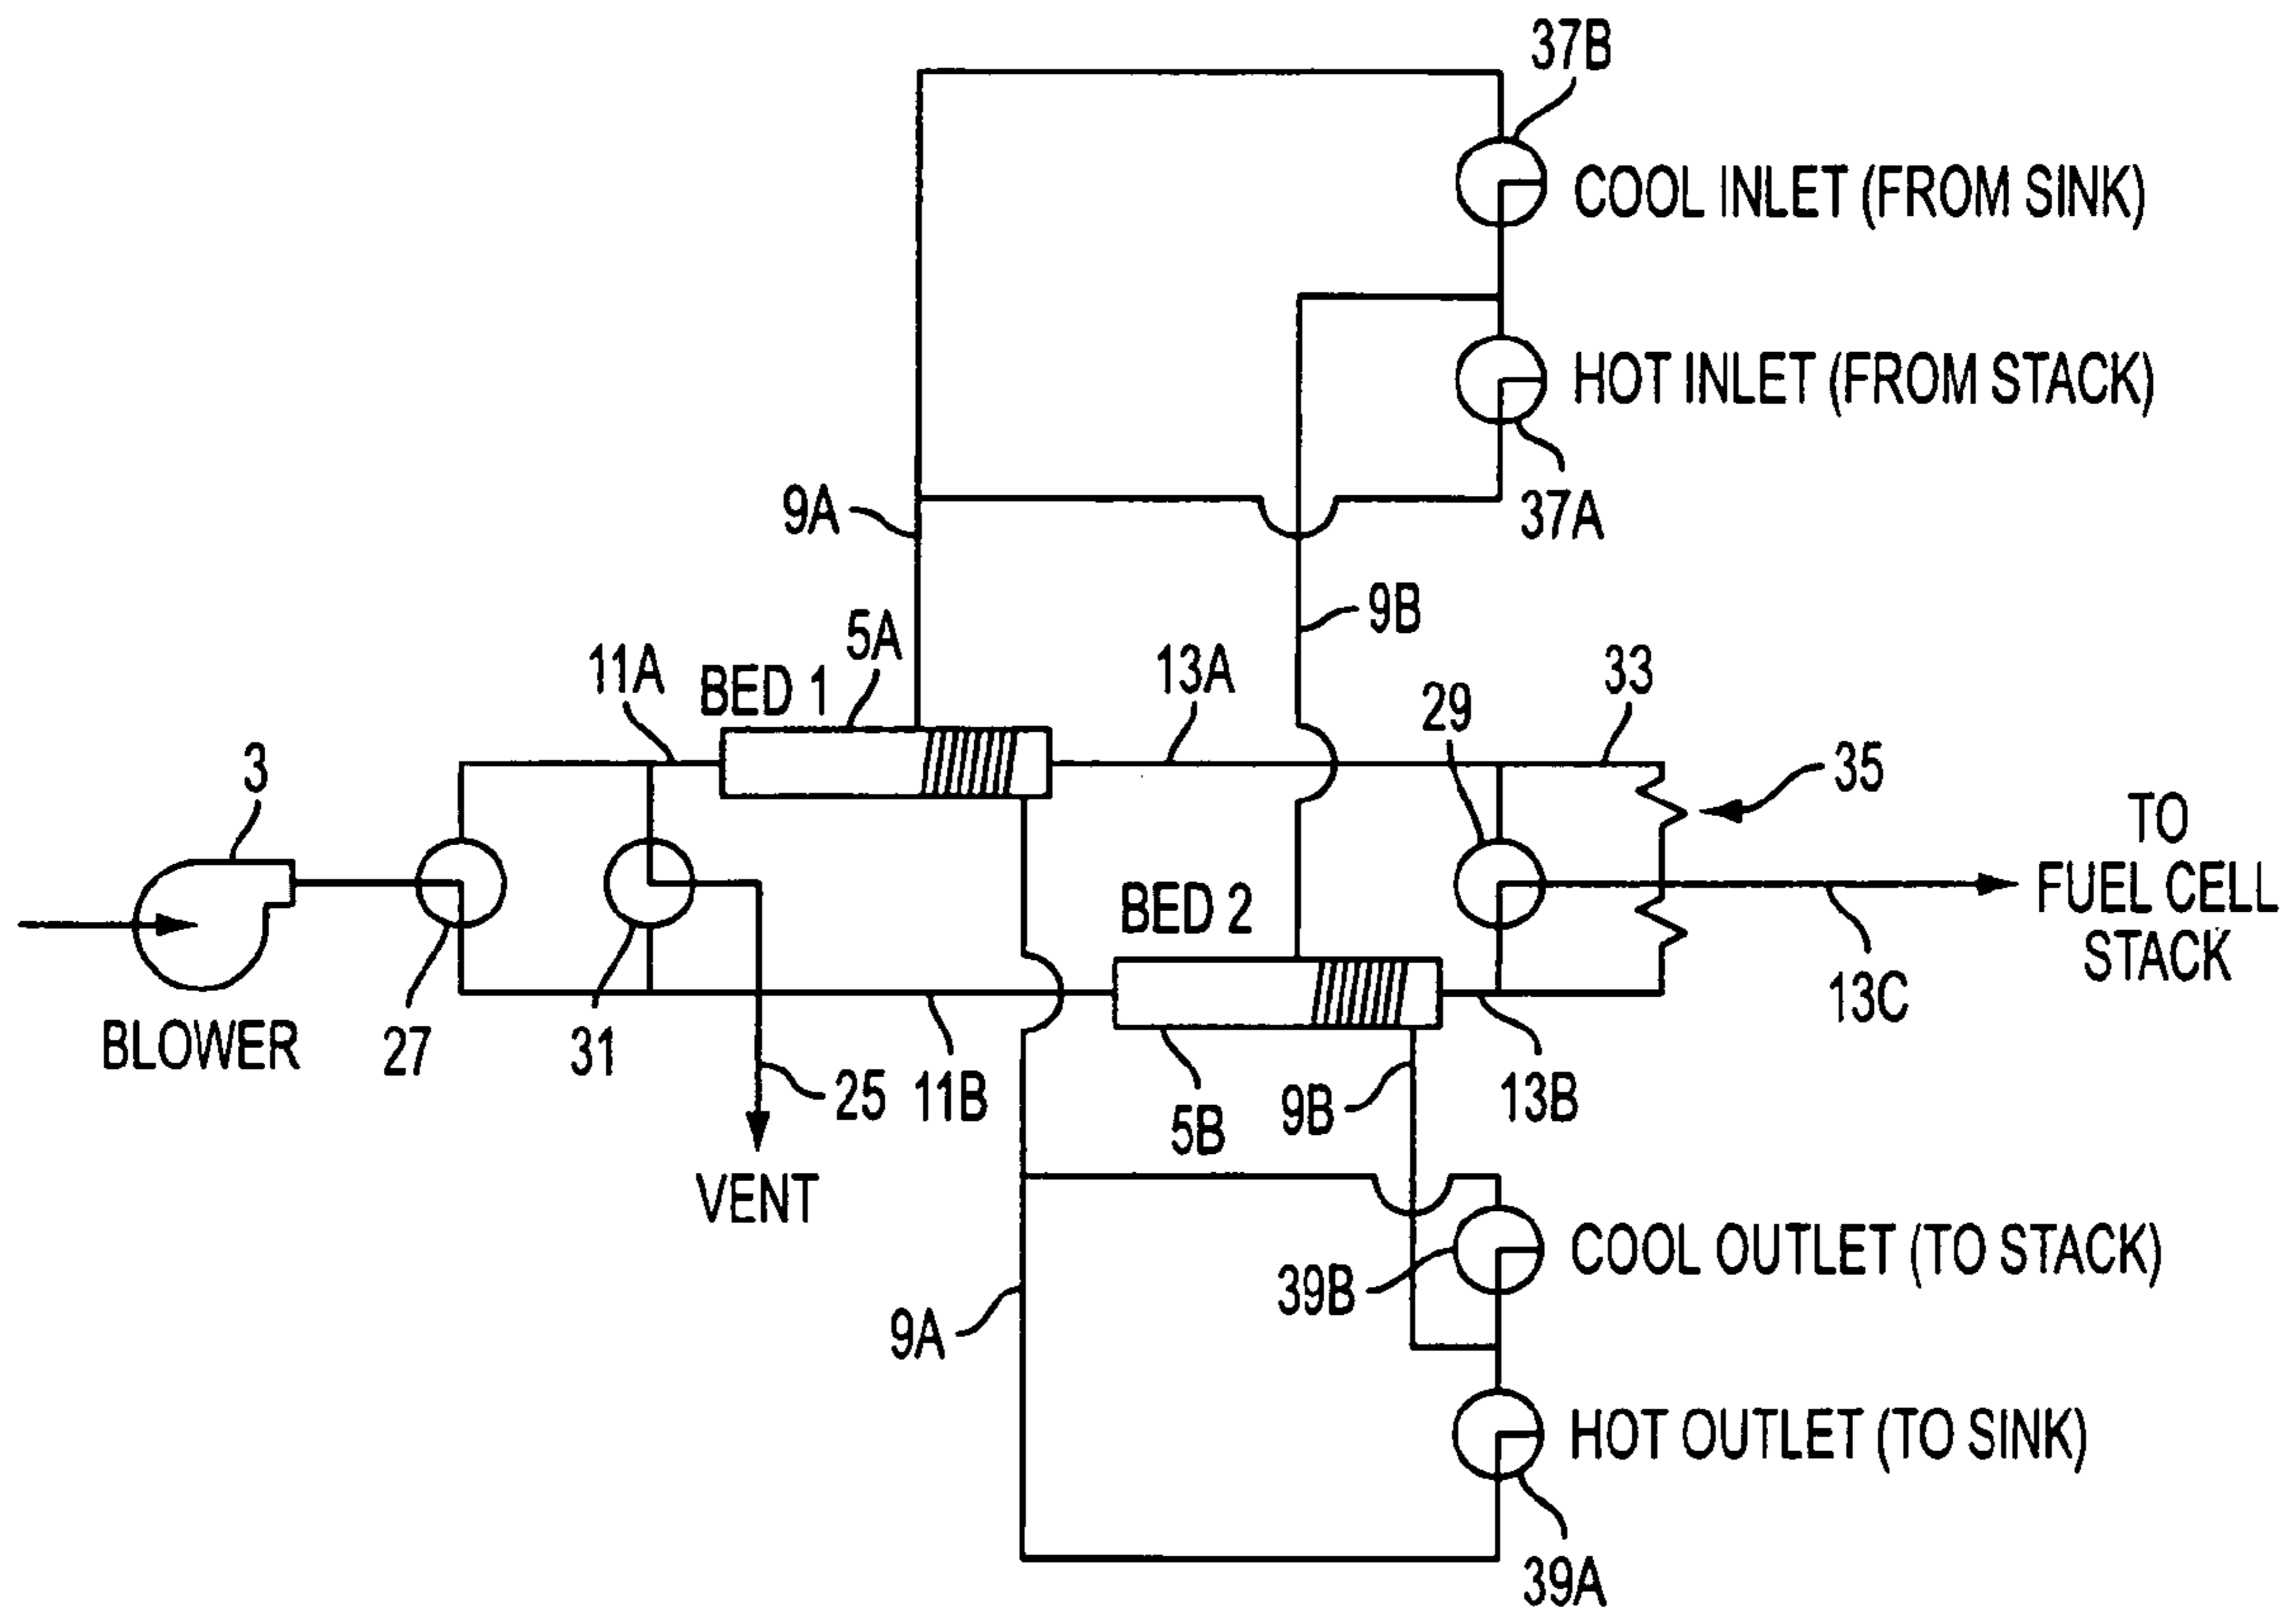 37B
COOL INLET (FROM SINK)
HOT INLET (FROM STACK)
37A
9A
9B
5A
11A
BED 1
13A
33
29
35
3
TO
FUEL CELL
STACK
BED 2
13C
BLOWER
27
31
25
11B
5B
9B
13B
VENT
COOL OUTLET (TO STACK)
39B
9A
HOT OUTLET (TO SINK)
39A